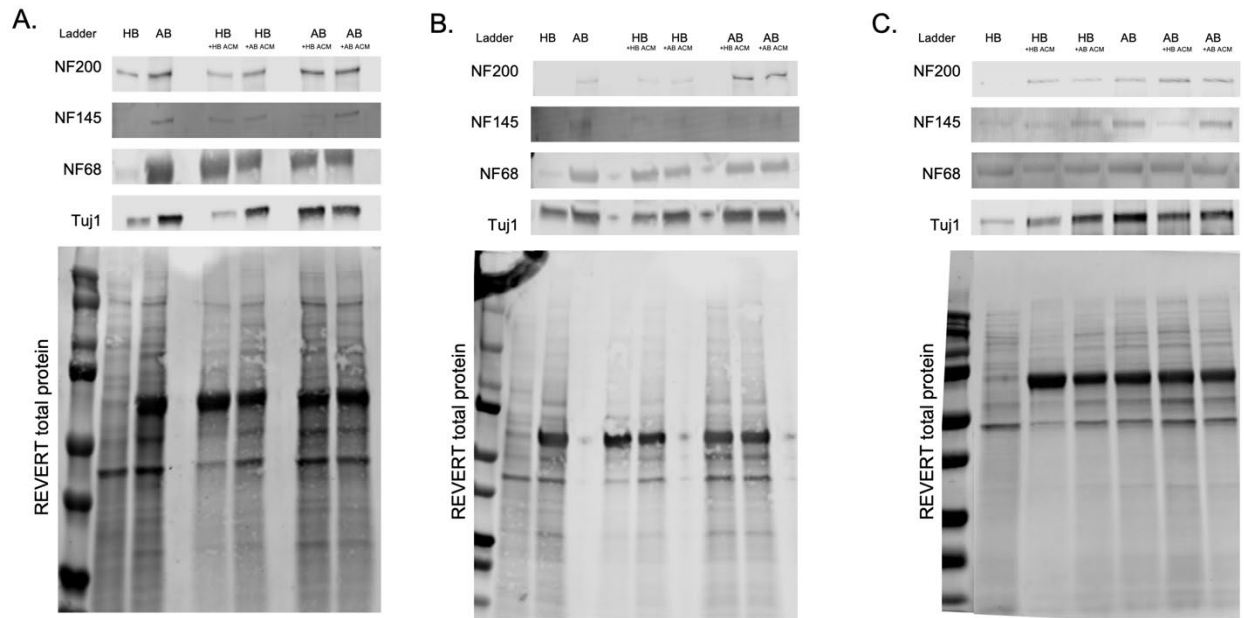 A.
Ladder HB AB HB HB AB AB
+HB ACM +AB ACM +HB ACM +AB ACM
NF200
NF145
NF68
Tuj1
REVERT total protein
B.
Ladder HB AB HB HB AB AB
+HB ACM +AB ACM +HB ACM +AB ACM
NF200
NF145
NF68
Tuj1
REVERT total protein
C.
Ladder HB HB HB AB AB AB
+HB ACM +AB ACM +HB ACM +AB ACM
NF200
NF145
NF68
Tuj1
REVERT total protein